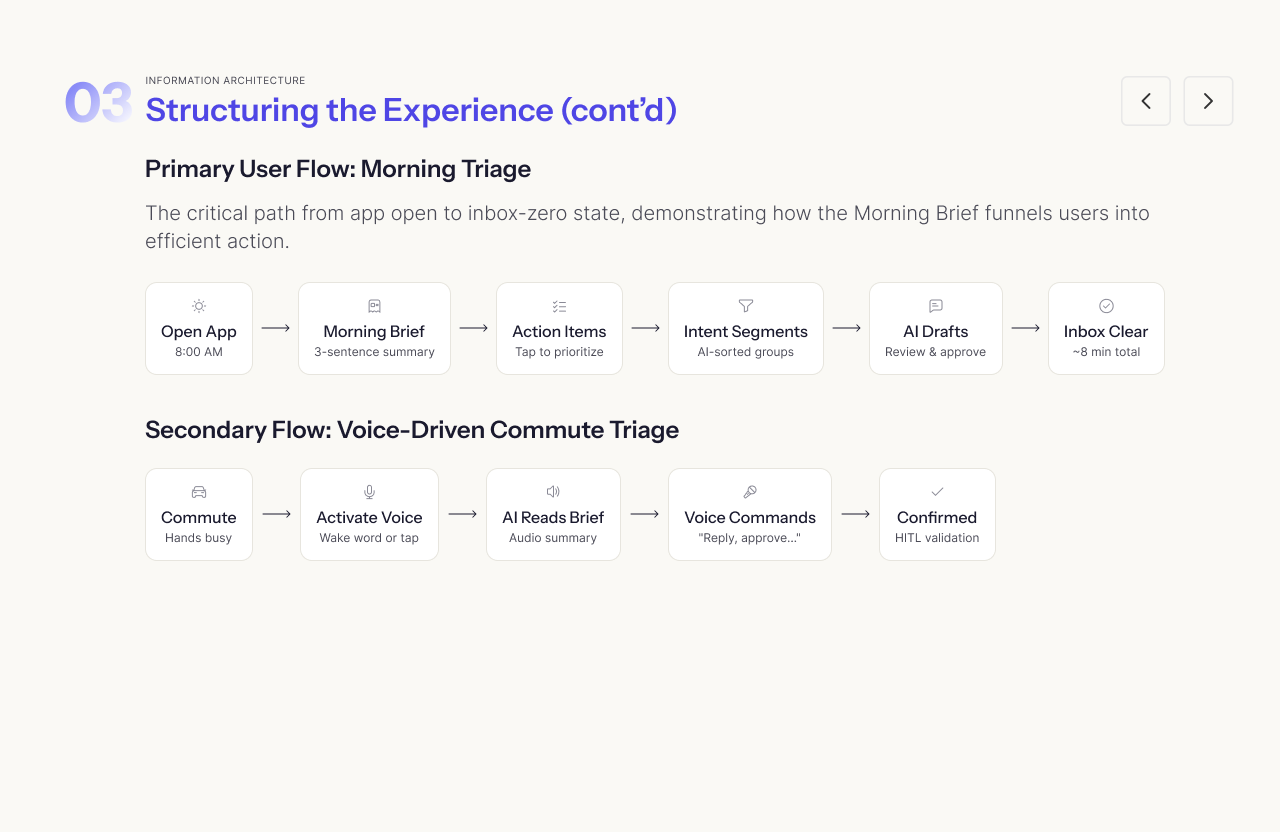 03
INFORMATION ARCHITECTURE
Structuring the Experience (cont’d)
Primary User Flow: Morning Triage
The critical path from app open to inbox-zero state, demonstrating how the Morning Brief funnels users into
efficient action.
Open App
8:00 AM
Morning Brief
3-sentence summary
Action Items
Tap to prioritize
Intent Segments
AI-sorted groups
AI Drafts
Review & approve
Inbox Clear
~8 min total
Secondary Flow: Voice-Driven Commute Triage
Commute
Hands busy
Activate Voice
Wake word or tap
AI Reads Brief
Audio summary
Voice Commands
"Reply, approve..."
Confirmed
HITL validation